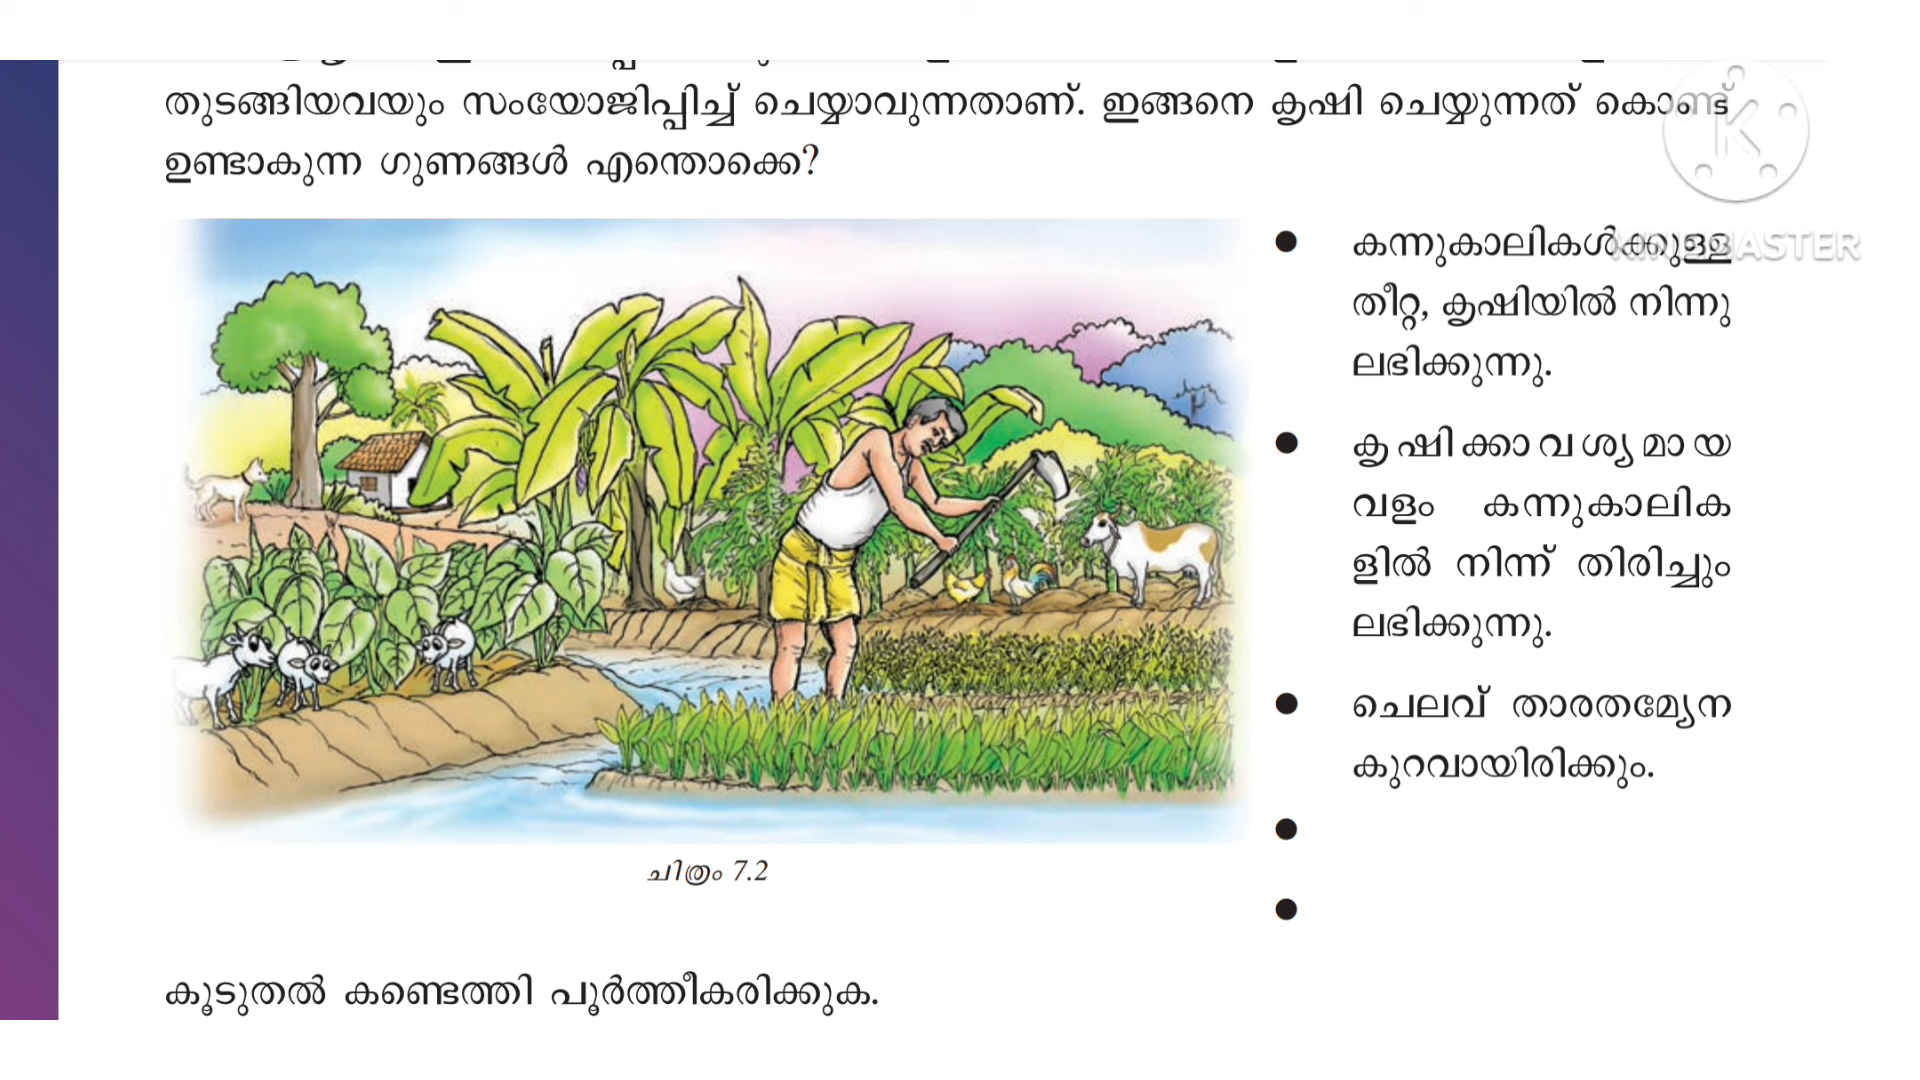 തുടങ്ങിയവയും സംയോജിപ്പിച്ച് ചെയ്യാവുന്നതാണ്. ഇങ്ങനെ കൃഷി ചെയ്യുന്നത് കൊണ്ട്
ഉണ്ടാകുന്ന ഗുണങ്ങൾ എന്തൊക്കെ?
K
KINEMASTER
● കന്നുകാലികൾക്കുള്ള
തീറ്റ, കൃഷിയിൽ നിന്നു
ലഭിക്കുന്നു.
● കൃഷിക്കാവശ്യമായ
വളം കന്നുകാലിക
ളിൽ നിന്ന് തിരിച്ചും
ലഭിക്കുന്നു.
● ചെലവ് താരതമ്യേന
കുറവായിരിക്കും.
●
●
ചിത്രം 7.2
കൂടുതൽ കണ്ടെത്തി പൂർത്തീകരിക്കുക.